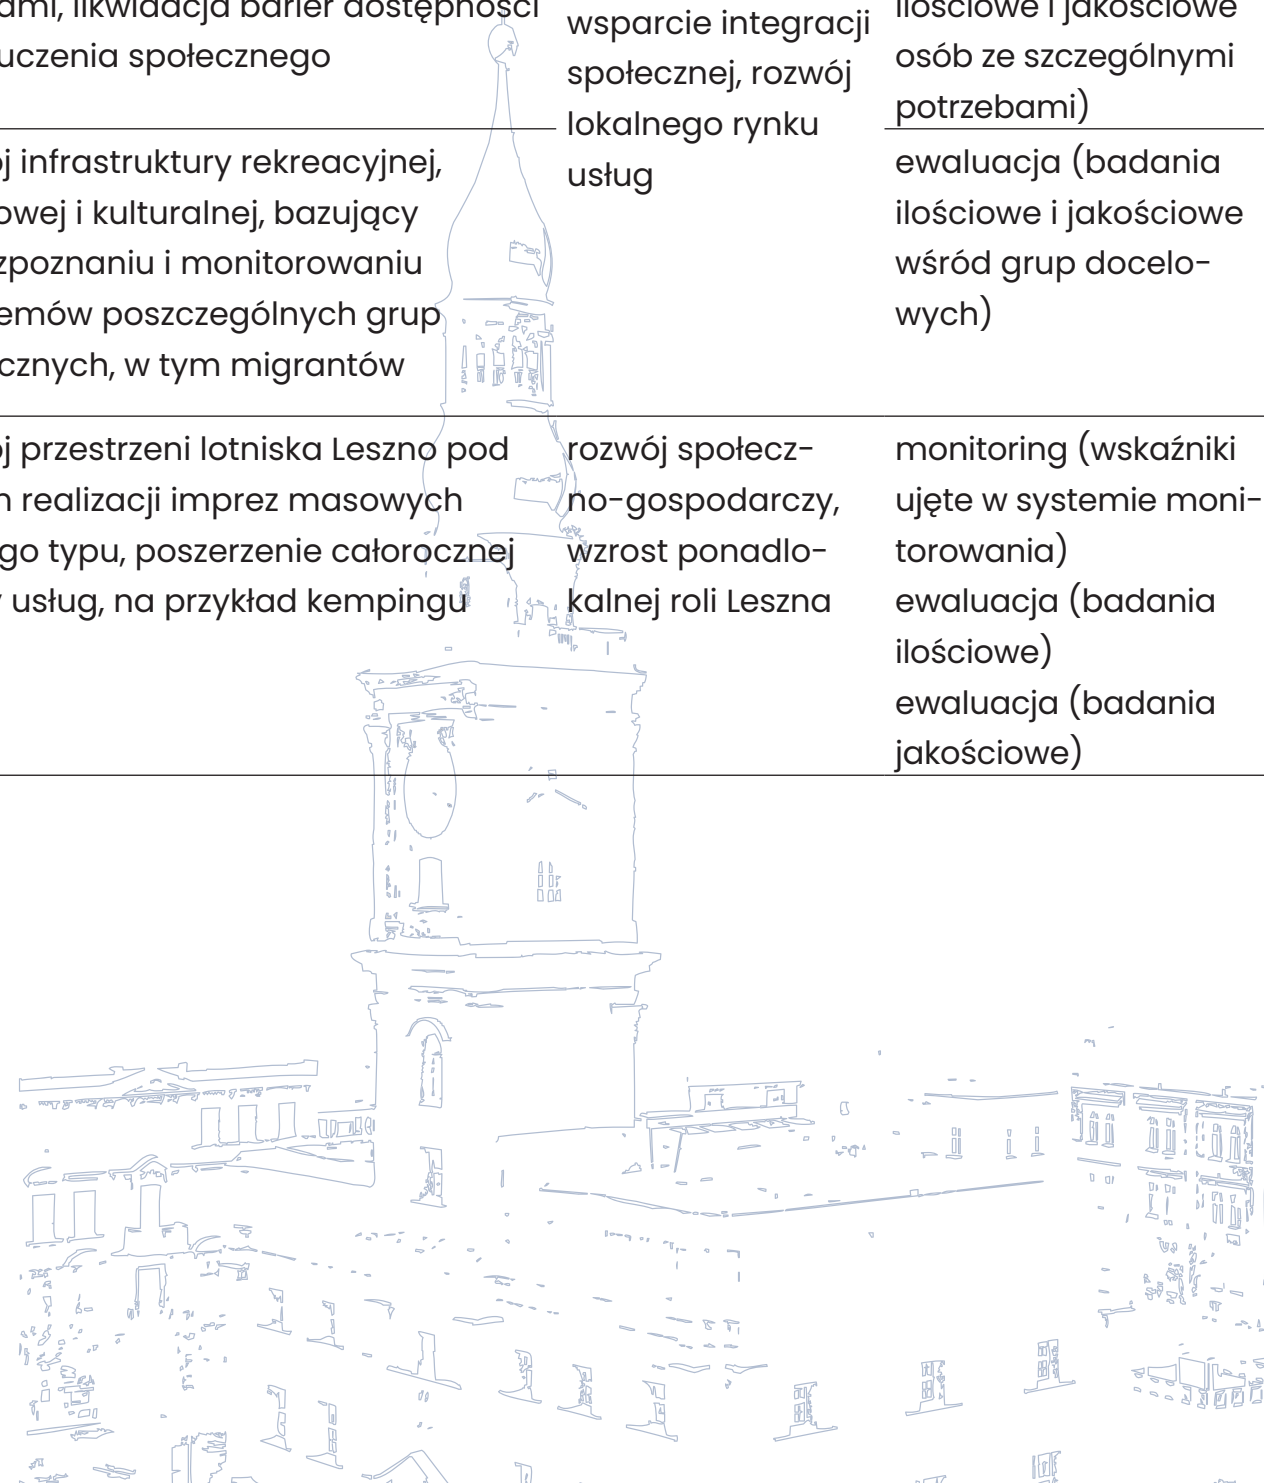 ami, likwidacja barier dostępności
uczenia społecznego
wsparcie integracji
społecznej, rozwój
lokalnego rynku
usług
ilościowe i jakościowe
osób ze szczególnymi
potrzebami)
j infrastruktury rekreacyjnej,
owej i kulturalnej, bazujący
zpoznaniu i monitorowaniu
emów poszczególnych grup
cznych, w tym migrantów
ewaluacja (badania
ilościowe i jakościowe
wśród grup docelo-
wych)
j przestrzeni lotniska Leszno pod
realizacji imprez masowych
go typu, poszerzenie całorocznej
usług, na przykład kempingu
rozwój społecz-
no-gospodarczy,
wzrost ponadlo-
kalnej roli Leszna
monitoring (wskaźniki
ujęte w systemie moni-
torowania)
ewaluacja (badania
ilościowe)
ewaluacja (badania
jakościowe)